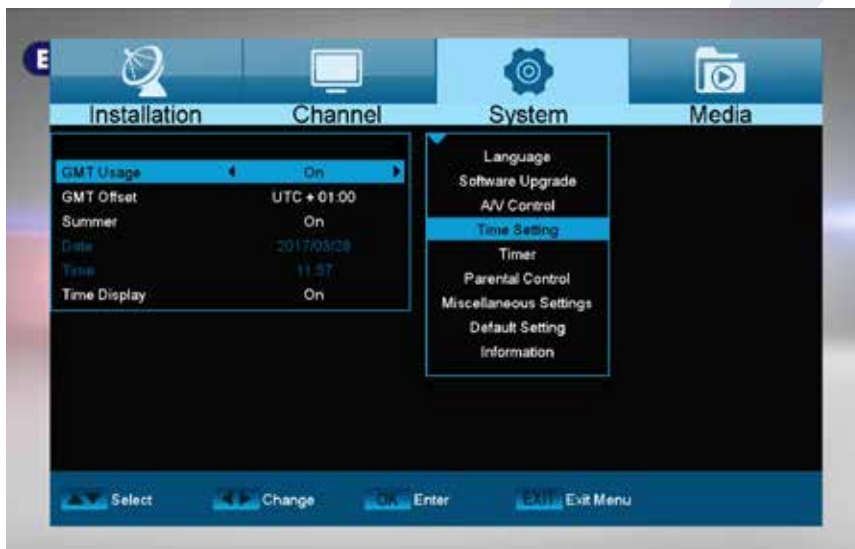 E
Installation
Channel
System
Media
GMT Usage On
GMT Offset UTC + 01:00
Summer On
Date 2017/03/28
Time 11:57
Time Display On
Language
Software Upgrade
A/V Control
Time Setting
Timer
Parental Control
Miscellaneous Settings
Default Setting
Information
Select
Change
OK Enter
EXIT Exit Menu